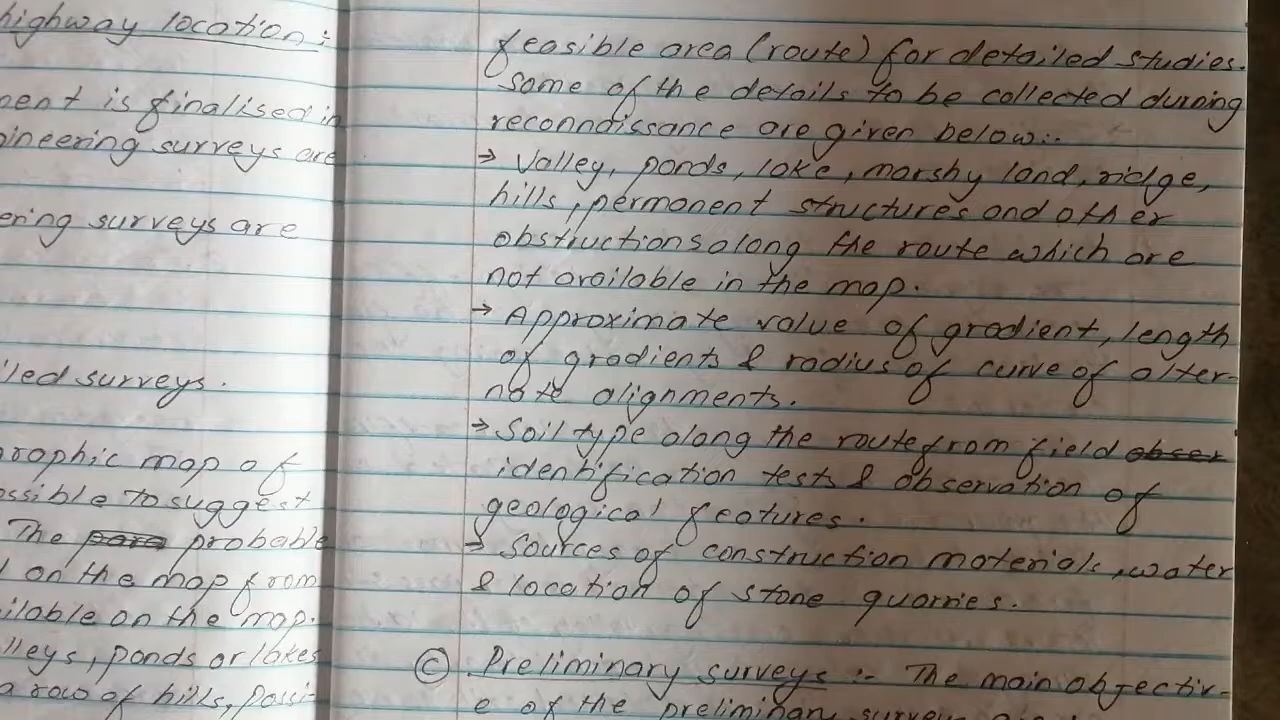 highway location:
ment is finalised in
gineering surveys are
ering surveys are
iled surveys.
rophic map of
ossible to suggest
The para probable
on the map from
ilable on the map.
lleys, ponds or lakes
a row of hills, possi-
feasible area (route) for detailed studies.
Some of the details to be collected during
reconnaissance are given below:-
→ Valley, ponds, lake, marshy land, ridge,
hills, permanent structures and other
obstructions along the route which are
not available in the map.
→ Approximate value of gradient, length
of gradients & radius of curve of alter-
nate alignments.
→ Soil type along the route from field obser
identification tests & observation of
geological features.
→ Sources of construction materials, water
& location of stone quarries.
(C) Preliminary surveys :- The main objectiv-
e of the preliminary